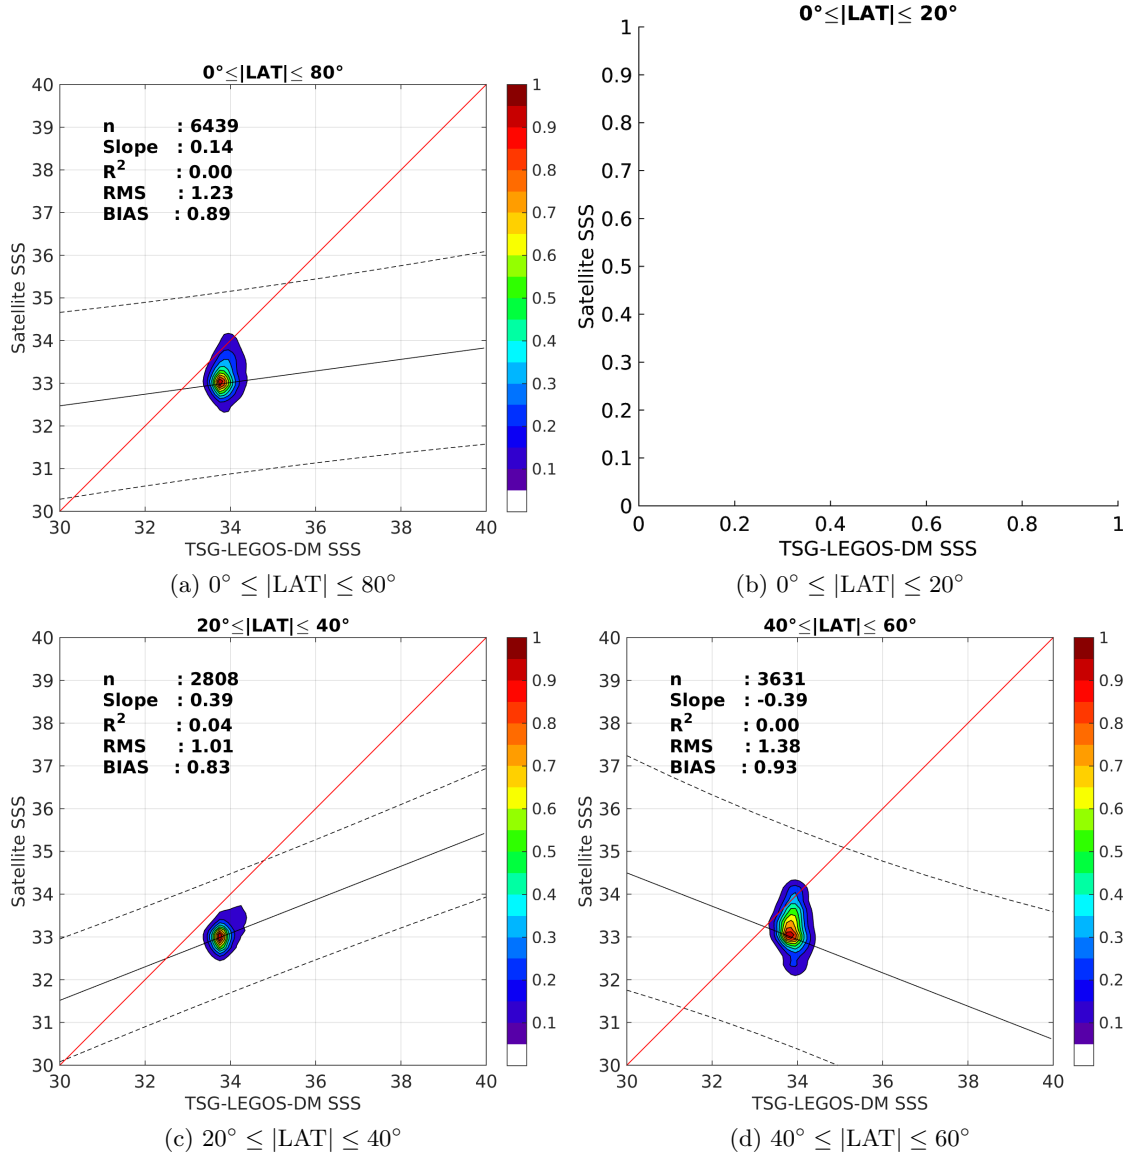 0°≤|LAT|≤ 80°
40
39
38
37
36
35
34
33
32
31
30
30 32 34 36 38 40
Satellite SSS
TSG-LEGOS-DM SSS
n : 6439
Slope : 0.14
R² : 0.00
RMS : 1.23
BIAS : 0.89
1
0.9
0.8
0.7
0.6
0.5
0.4
0.3
0.2
0.1
(a) 0° ≤ |LAT| ≤ 80°
0°≤|LAT|≤ 20°
1
0.9
0.8
0.7
0.6
0.5
0.4
0.3
0.2
0.1
0
0 0.2 0.4 0.6 0.8 1
Satellite SSS
TSG-LEGOS-DM SSS
(b) 0° ≤ |LAT| ≤ 20°
20°≤|LAT|≤ 40°
40
39
38
37
36
35
34
33
32
31
30
30 32 34 36 38 40
Satellite SSS
TSG-LEGOS-DM SSS
n : 2808
Slope : 0.39
R² : 0.04
RMS : 1.01
BIAS : 0.83
1
0.9
0.8
0.7
0.6
0.5
0.4
0.3
0.2
0.1
(c) 20° ≤ |LAT| ≤ 40°
40°≤|LAT|≤ 60°
40
39
38
37
36
35
34
33
32
31
30
30 32 34 36 38 40
Satellite SSS
TSG-LEGOS-DM SSS
n : 3631
Slope : -0.39
R² : 0.00
RMS : 1.38
BIAS : 0.93
1
0.9
0.8
0.7
0.6
0.5
0.4
0.3
0.2
0.1
(d) 40° ≤ |LAT| ≤ 60°